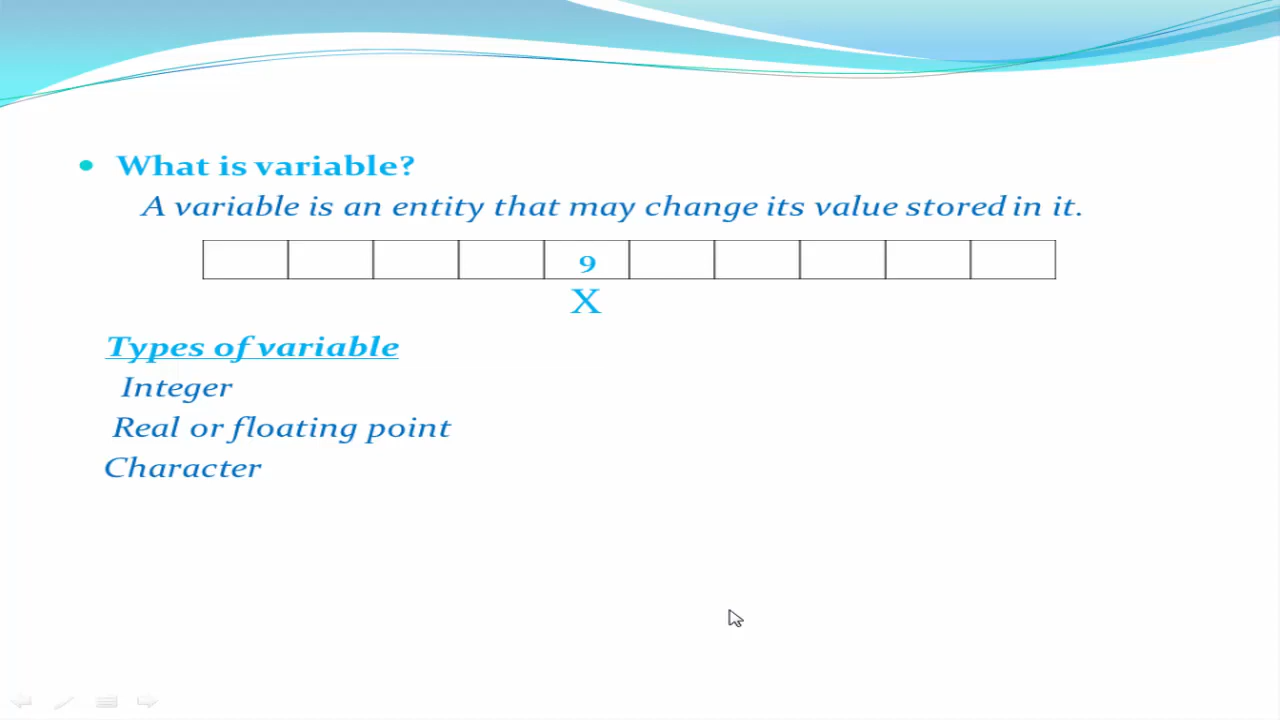 What is variable?
A variable is an entity that may change its value stored in it.
9
X
Types of variable
Integer
Real or floating point
Character